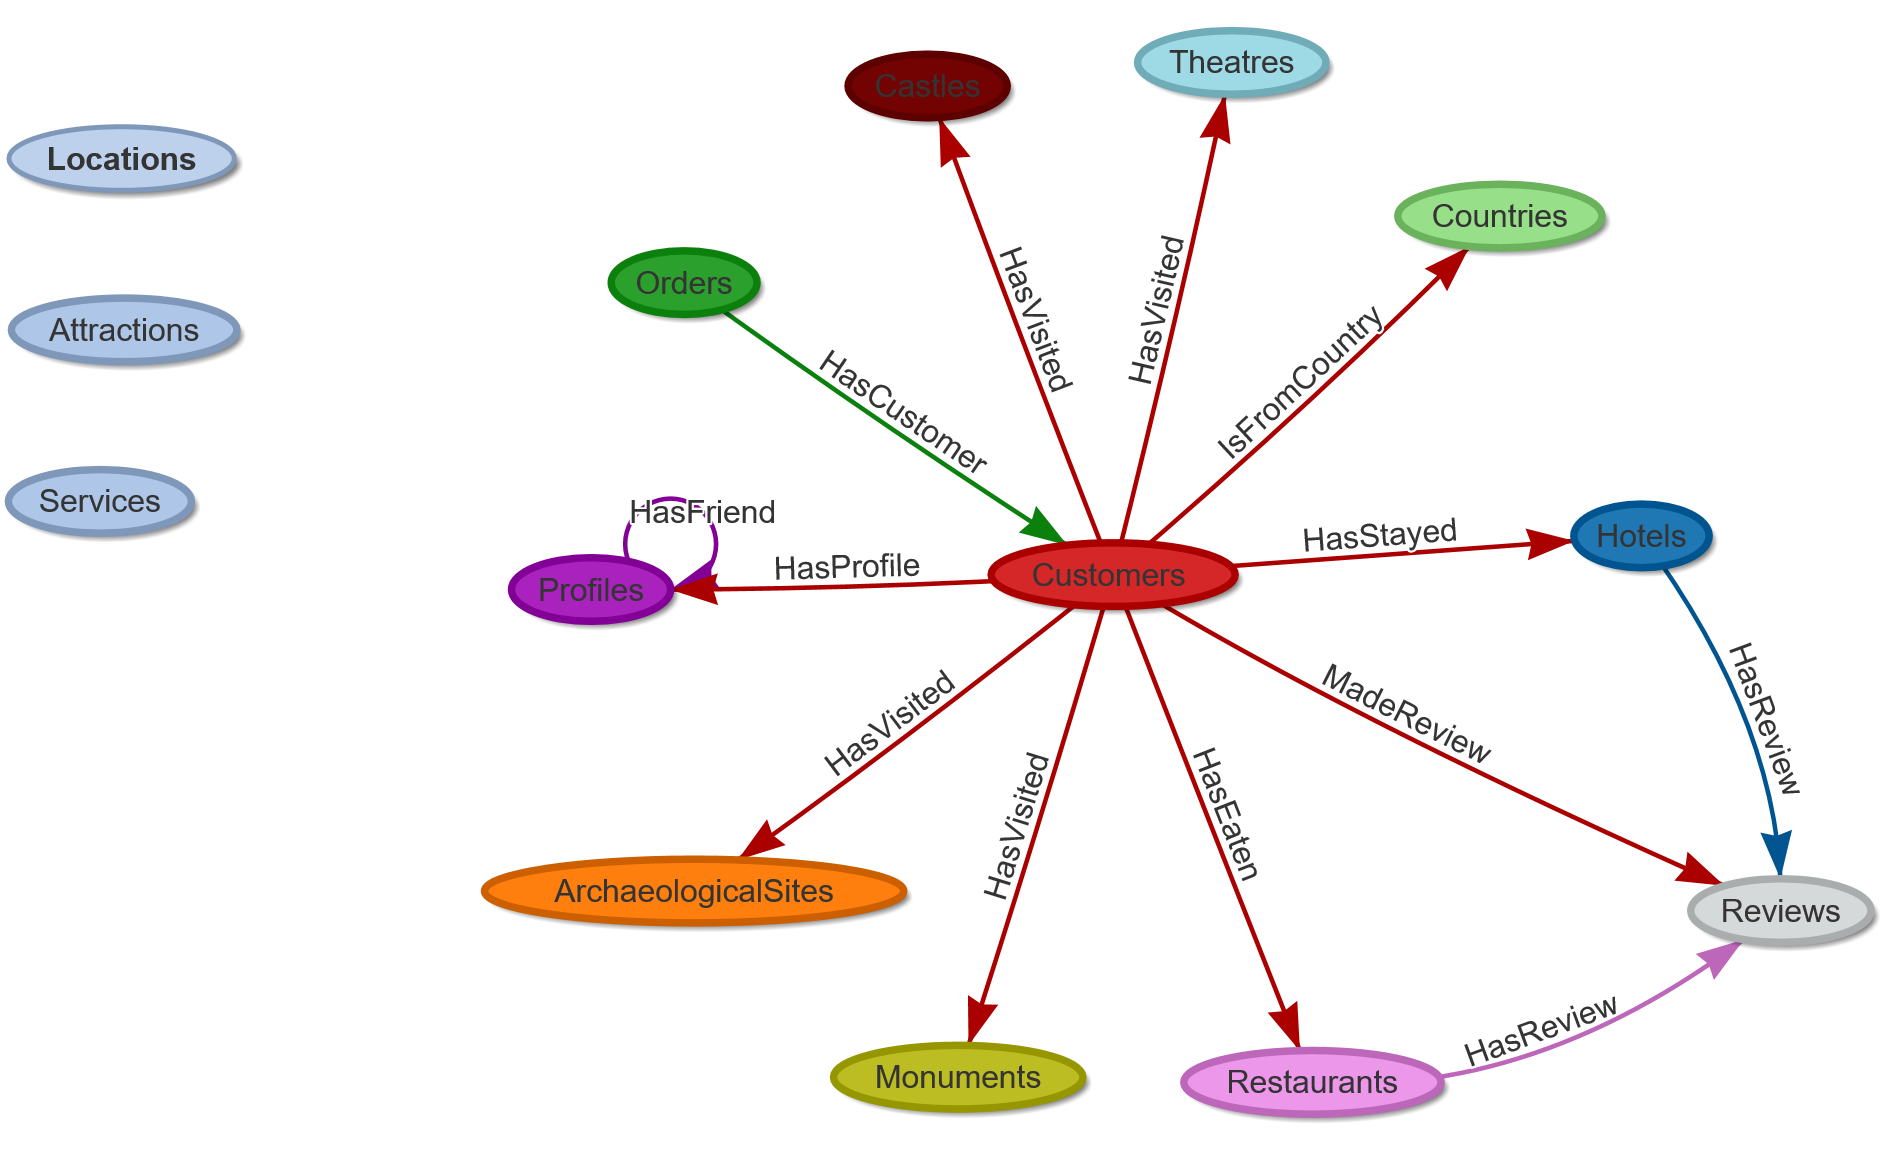 Theatres
Castles
Locations
Countries
Orders
HasVisited
HasVisited
Attractions
IsFromCountry
HasCustomer
Services
HasFriend
HasStayed
Hotels
HasProfile
Customers
Profiles
HasVisited
MadeReview
HasReview
HasVisited
HasEaten
ArchaeologicalSites
Reviews
HasReview
Monuments
Restaurants